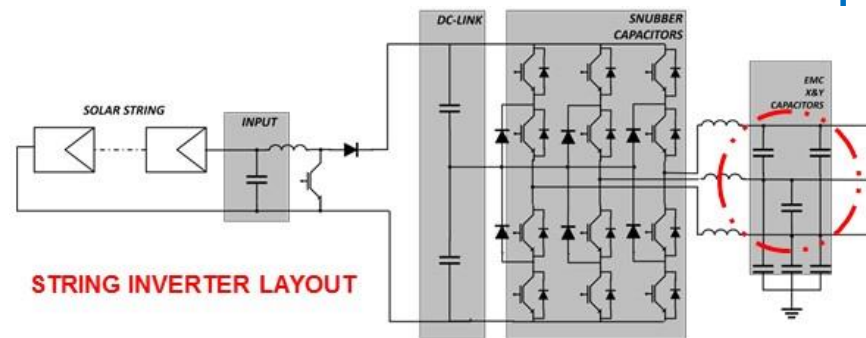 DC-LINK
SNUBBER
CAPACITORS
EMC
X&Y
CAPACITORS
SOLAR STRING
INPUT
STRING INVERTER LAYOUT